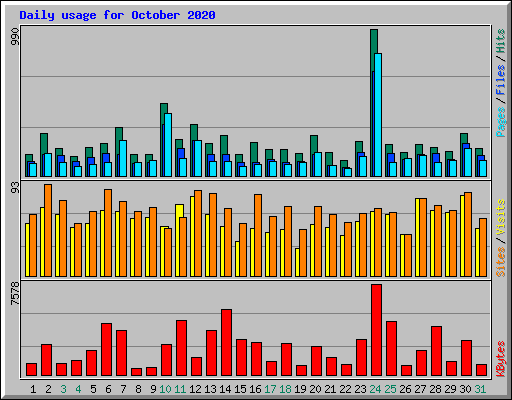 Daily usage for October 2020
990
Pages / Files / Hits
93
Sites / Visits
7578
KBytes
1 2 3 4 5 6 7 8 9 10 11 12 13 14 15 16 17 18 19 20 21 22 23 24 25 26 27 28 29 30 31